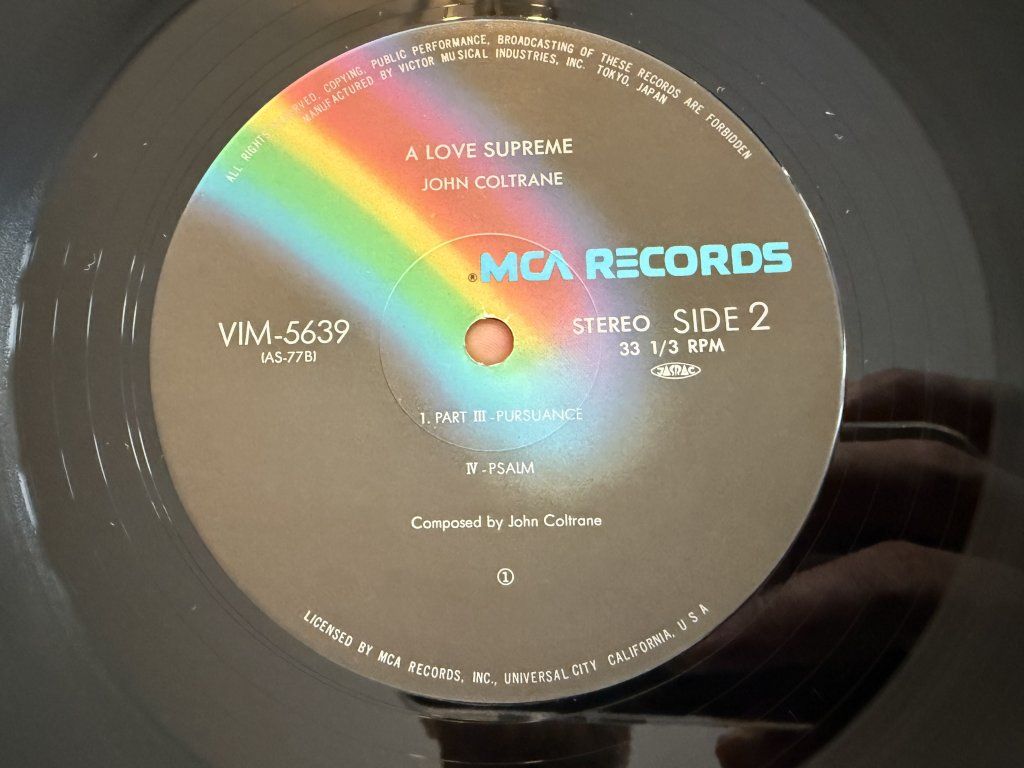 ALL RIGHTS RESERVED, COPYING, PUBLIC PERFORMANCE, BROADCASTING OF THESE RECORDS ARE FORBIDDEN
MANUFACTURED BY VICTOR MUSICAL INDUSTRIES, INC. TOKYO, JAPAN
A LOVE SUPREME
JOHN COLTRANE
® MCA RECORDS
VIM-5639
(AS-77B)
STEREO SIDE 2
33 1/3 RPM
JASRAC
1. PART III -PURSUANCE
IV -PSALM
Composed by John Coltrane
①
LICENSED BY MCA RECORDS, INC., UNIVERSAL CITY CALIFORNIA, U S A